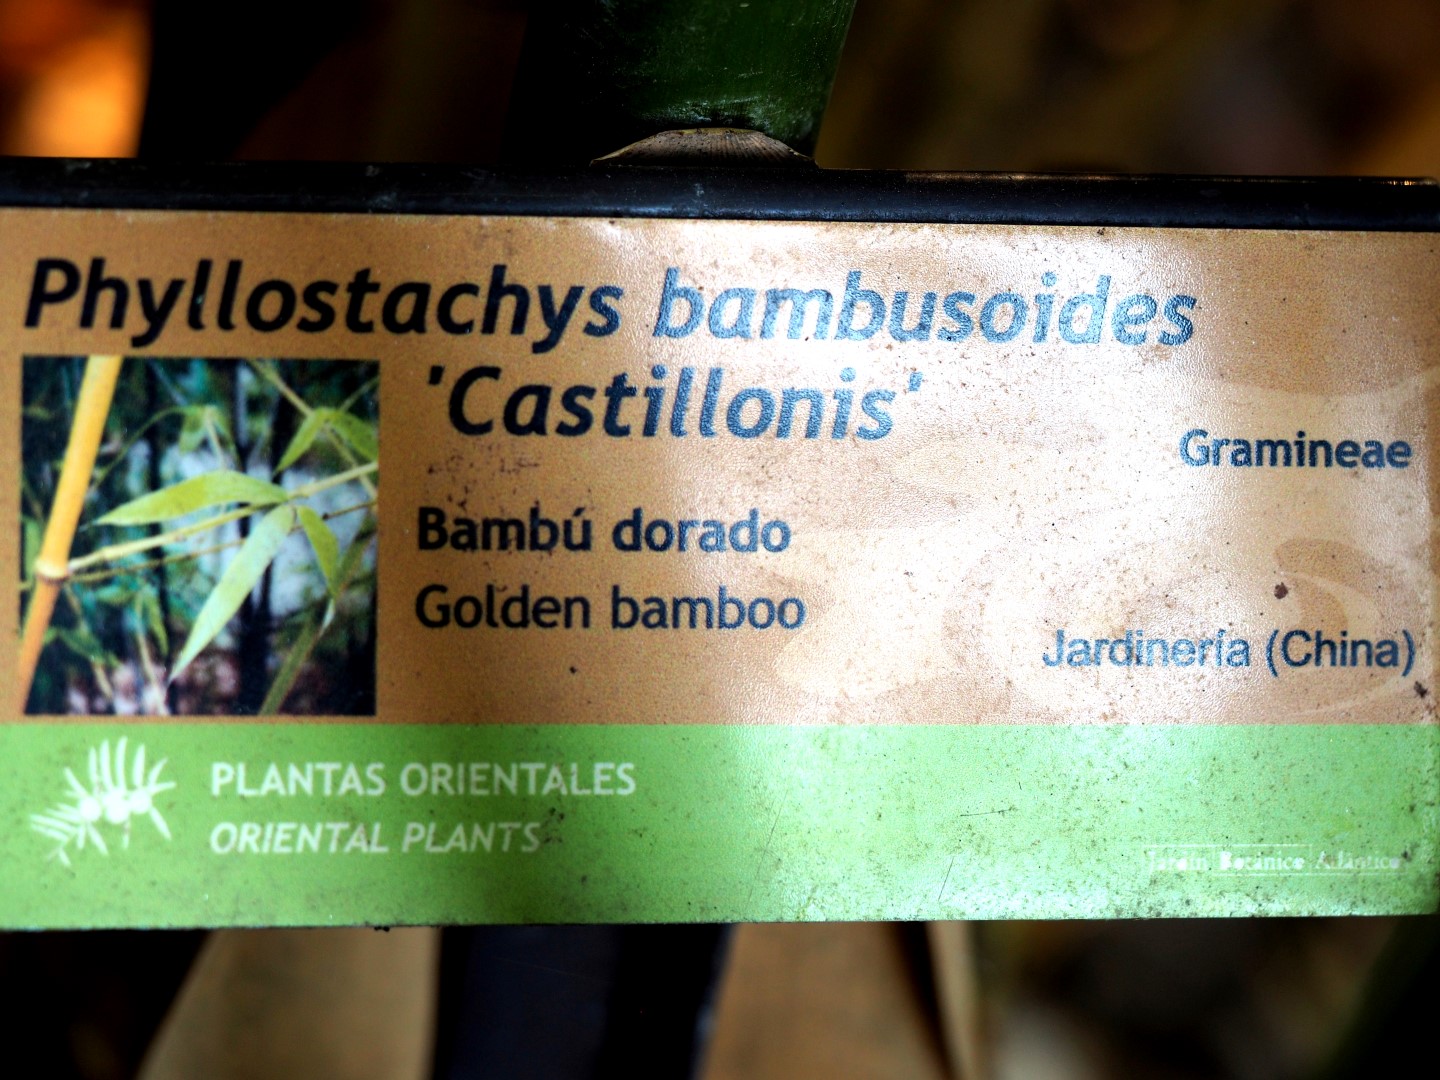 Phyllostachys bambusoides
'Castillonis'
Gramineae
Bambú dorado
Golden bamboo
Jardinería (China)
PLANTAS ORIENTALES
ORIENTAL PLANTS
Jardín Botánico Atlántico